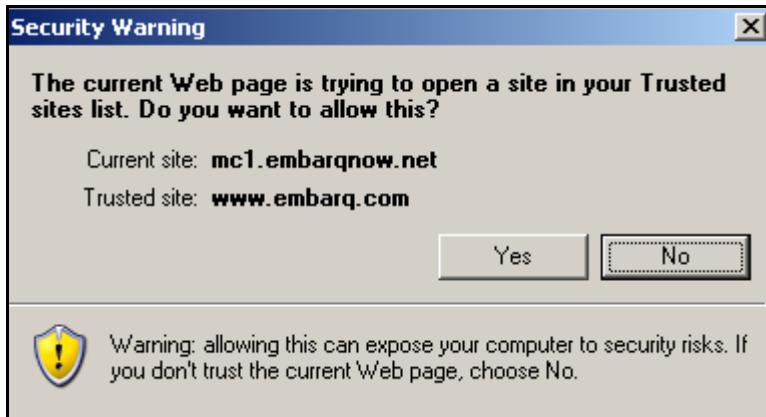 Security Warning
The current Web page is trying to open a site in your Trusted
sites list. Do you want to allow this?
Current site: mc1.embarqnow.net
Trusted site: www.embarq.com
Yes No
Warning: allowing this can expose your computer to security risks. If
you don't trust the current Web page, choose No.